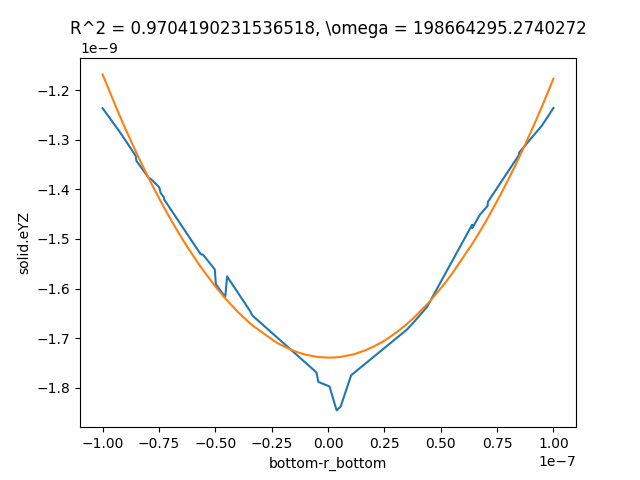 R^2 = 0.9704190231536518, \omega = 198664295.2740272
1e−9
−1.2
−1.3
−1.4
−1.5
−1.6
−1.7
−1.8
solid.eYZ
−1.00 −0.75 −0.50 −0.25 0.00 0.25 0.50 0.75 1.00
bottom-r_bottom
1e−7